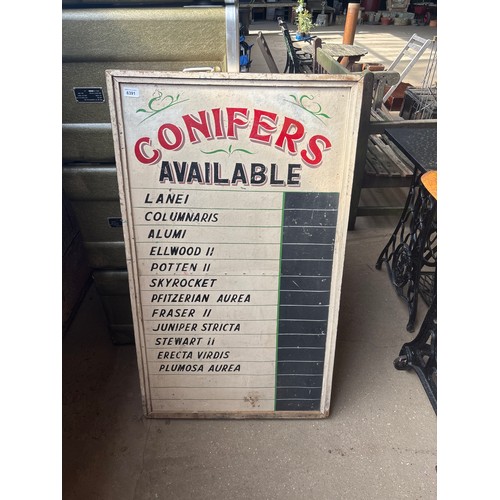 CONIFERS
AVAILABLE
LANEI
COLUMNARIS
ALUMI
ELLWOOD II
POTTEN II
SKYROCKET
PFITZERIAN AUREA
FRASER II
JUNIPER STRICTA
STEWART II
ERECTA VIRDIS
PLUMOSA AUREA